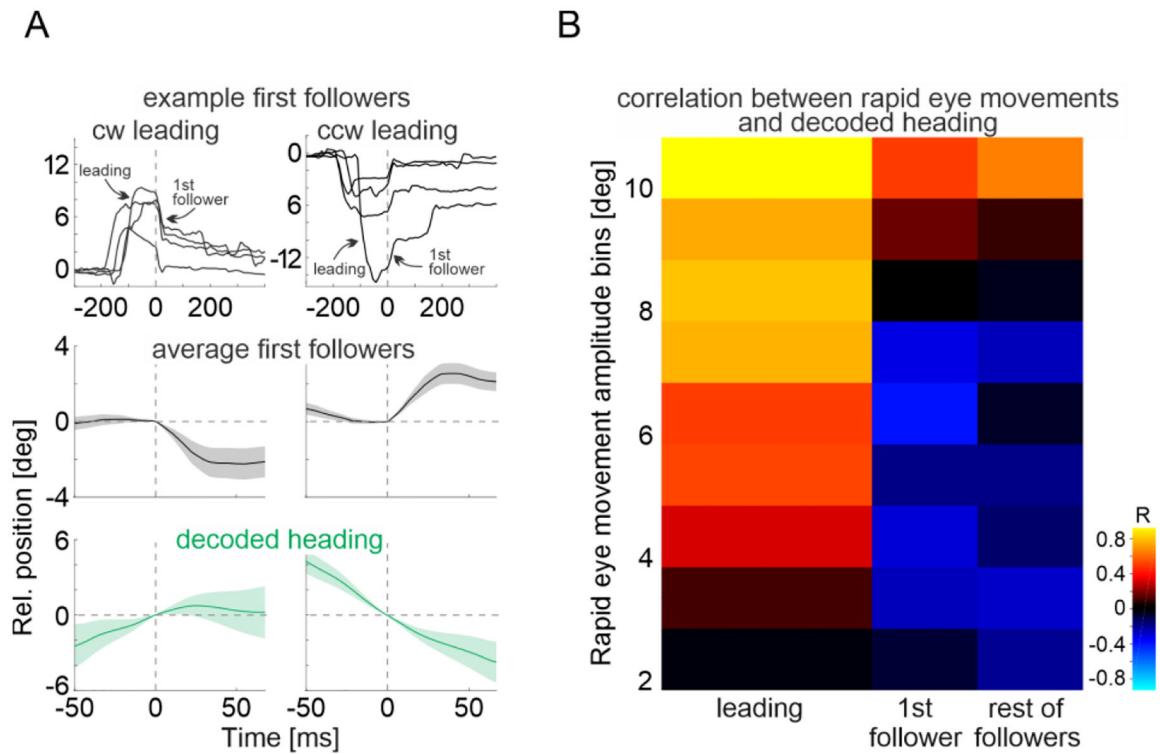 A
example first followers
cw leading
ccw leading
12
8
4
0
leading
1st
follower
-200 0 200
0
6
-12
leading
1st
follower
-200 0 200
average first followers
4
0
-4
Rel. position [deg]
decoded heading
6
0
-6
-50 0 50
-50 0 50
Time [ms]
B
correlation between rapid eye movements
and decoded heading
Rapid eye movement amplitude bins [deg]
10
8
6
4
2
leading
1st
follower
rest of
followers
R
0.8
0.4
0
-0.4
-0.8